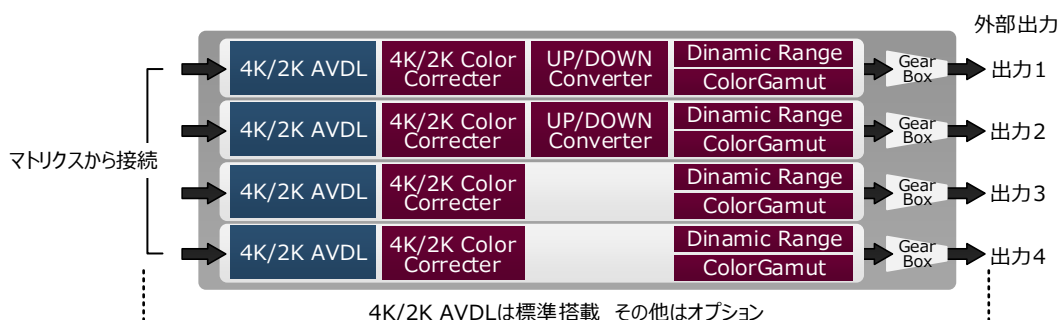 外部出力
4K/2K AVDL
4K/2K Color
Correcter
UP/DOWN
Converter
Dinamic Range
ColorGamut
Gear
Box
出力1
4K/2K AVDL
4K/2K Color
Correcter
UP/DOWN
Converter
Dinamic Range
ColorGamut
Gear
Box
出力2
マトリクスから接続
4K/2K AVDL
4K/2K Color
Correcter
Dinamic Range
ColorGamut
Gear
Box
出力3
4K/2K AVDL
4K/2K Color
Correcter
Dinamic Range
ColorGamut
Gear
Box
出力4
4K/2K AVDLは標準搭載 その他はオプション